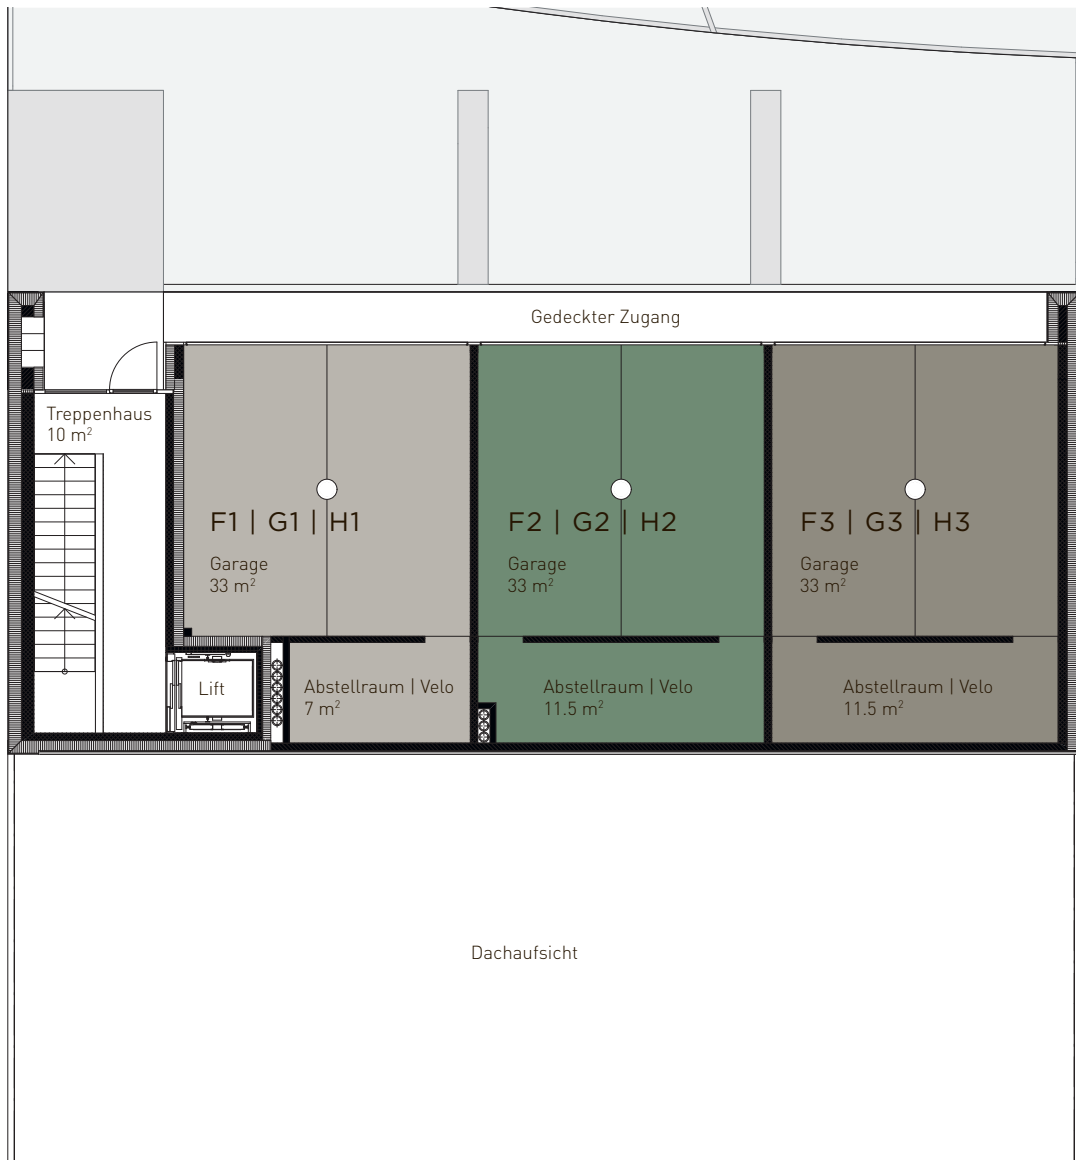 Gedeckter Zugang
Treppenhaus
10 m²
F1 | G1 | H1
Garage
33 m²
F2 | G2 | H2
Garage
33 m²
F3 | G3 | H3
Garage
33 m²
Lift
Abstellraum | Velo
7 m²
Abstellraum | Velo
11.5 m²
Abstellraum | Velo
11.5 m²
Dachaufsicht